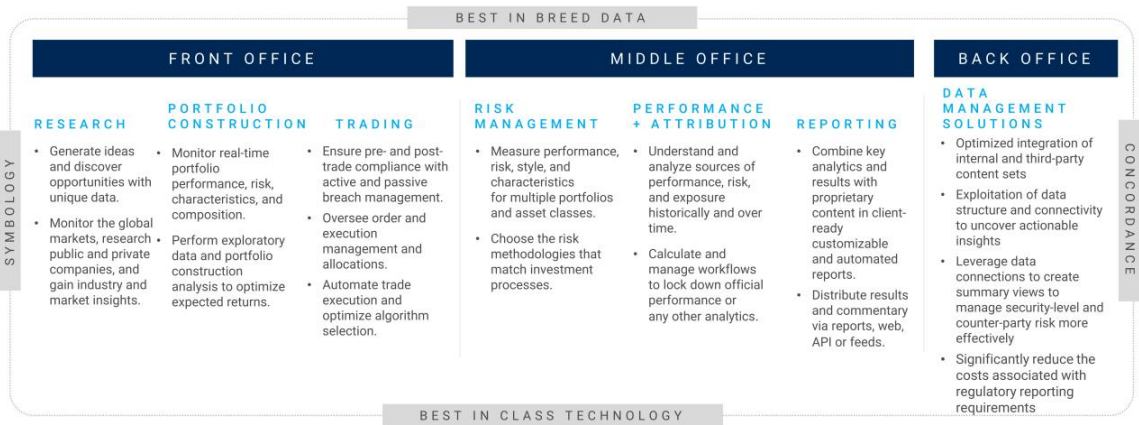 BEST IN BREED DATA
FRONT OFFICE
MIDDLE OFFICE
BACK OFFICE
SYMBOLOGY
RESEARCH
• Generate ideas
and discover
opportunities with
unique data.
• Monitor the global
markets, research
public and private
companies, and
gain industry and
market insights.
PORTFOLIO
CONSTRUCTION
• Monitor real-time
portfolio
performance, risk,
characteristics, and
composition.
• Perform exploratory
data and portfolio
construction
analysis to optimize
expected returns.
TRADING
• Ensure pre- and post-
trade compliance with
active and passive
breach management.
• Oversee order and
execution
management and
allocations.
• Automate trade
execution and
optimize algorithm
selection.
RISK
MANAGEMENT
• Measure performance,
risk, style, and
characteristics
for multiple portfolios
and asset classes.
• Choose the risk
methodologies that
match investment
processes.
PERFORMANCE
+ ATTRIBUTION
• Understand and
analyze sources of
performance, risk,
and exposure
historically and over
time.
• Calculate and
manage workflows
to lock down official
performance or
any other analytics.
REPORTING
• Combine key
analytics and
results with
proprietary
content in client-
ready
customizable
and automated
reports.
• Distribute results
and commentary
via reports, web,
API or feeds.
DATA
MANAGEMENT
SOLUTIONS
• Optimized integration of
internal and third-party
content sets
• Exploitation of data
structure and connectivity
to uncover actionable
insights
• Leverage data
connections to create
summary views to
manage security-level and
counter-party risk more
effectively
• Significantly reduce the
costs associated with
regulatory reporting
requirements
CONCORDANCE
BEST IN CLASS TECHNOLOGY